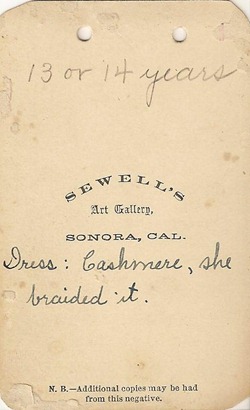 13 or 14 years
SEWELL'S
Art Gallery,
SONORA, CAL.
Dress: Cashmere, she
braided it.
N. B.—Additional copies may be had
from this negative.